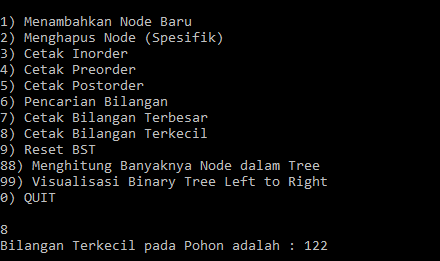 1) Menambahkan Node Baru
2) Menghapus Node (Spesifik)
3) Cetak Inorder
4) Cetak Preorder
5) Cetak Postorder
6) Pencarian Bilangan
7) Cetak Bilangan Terbesar
8) Cetak Bilangan Terkecil
9) Reset BST
88) Menghitung Banyaknya Node dalam Tree
99) Visualisasi Binary Tree Left to Right
0) QUIT
8
Bilangan Terkecil pada Pohon adalah : 122